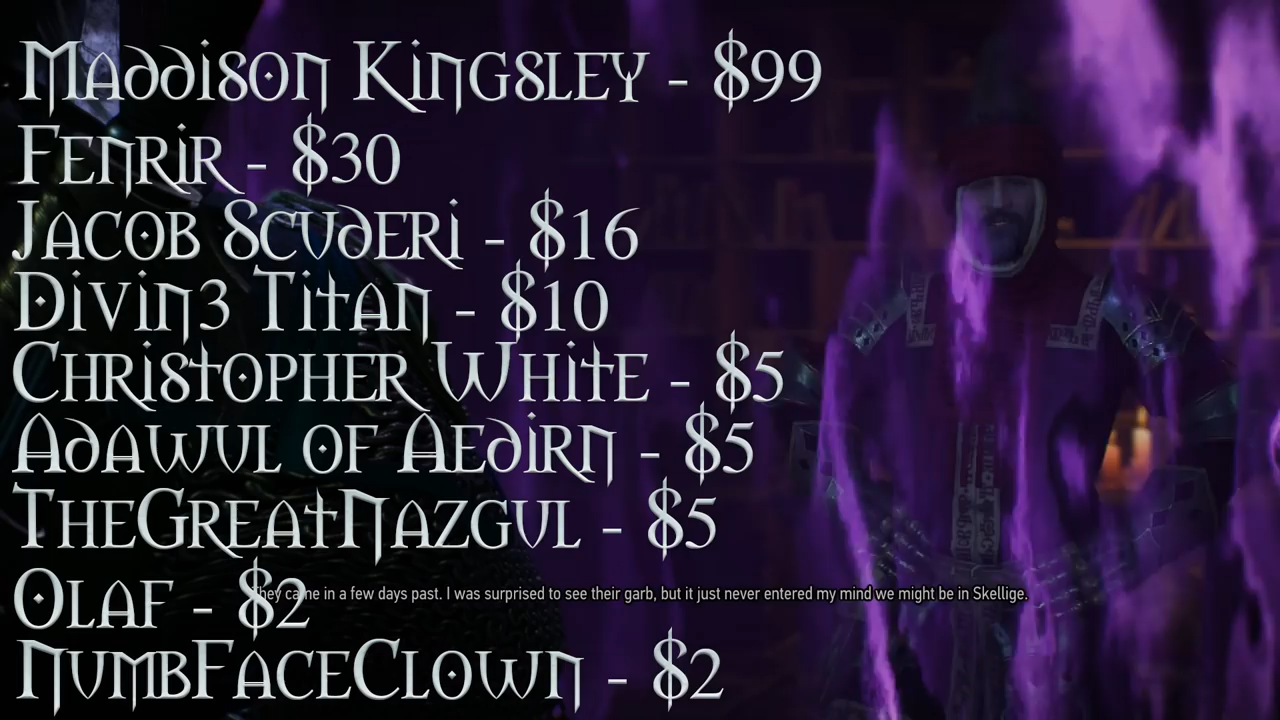 Maddison Kingsley - $99
Fenrir - $30
Jacob Scuderi - $16
Divin3 Titan - $10
Christopher White - $5
Adawul of Aedirn - $5
TheGreatNazgul - $5
Olaf - $2
They came in a few days past. I was surprised to see their garb, but it just never entered my mind we might be in Skellige.
NumbFaceClown - $2